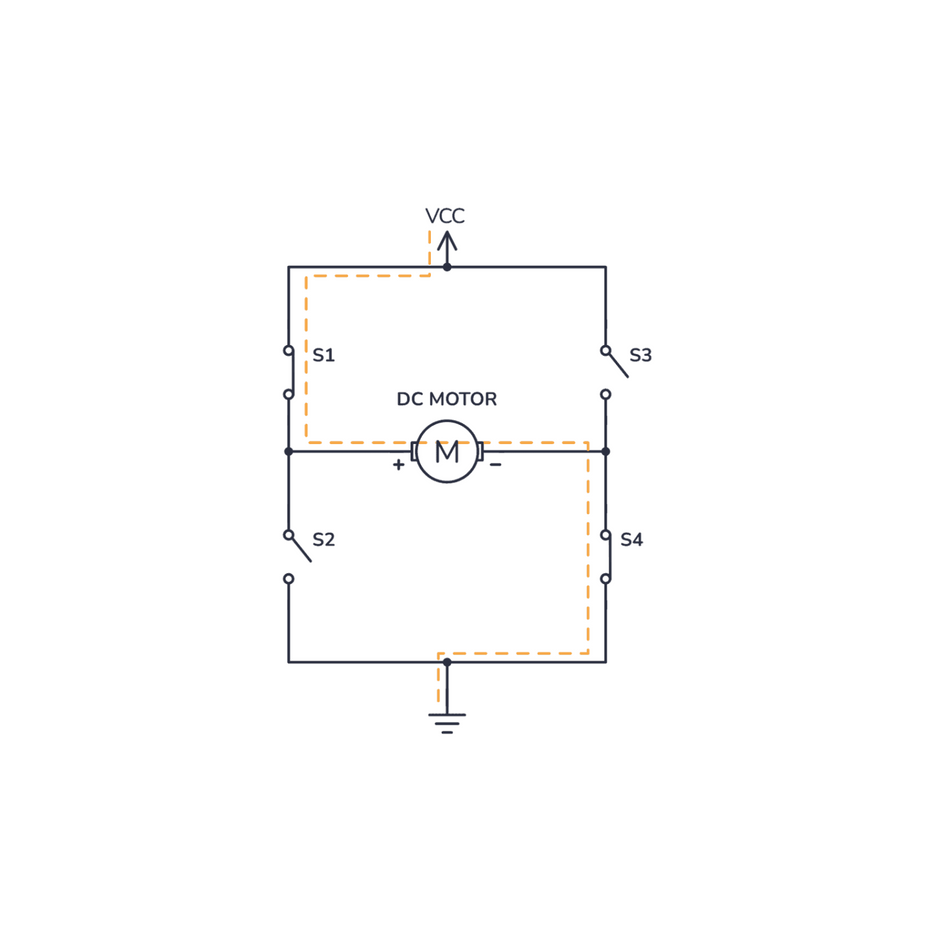 VCC
S1
S3
DC MOTOR
M
+ −
S2
S4